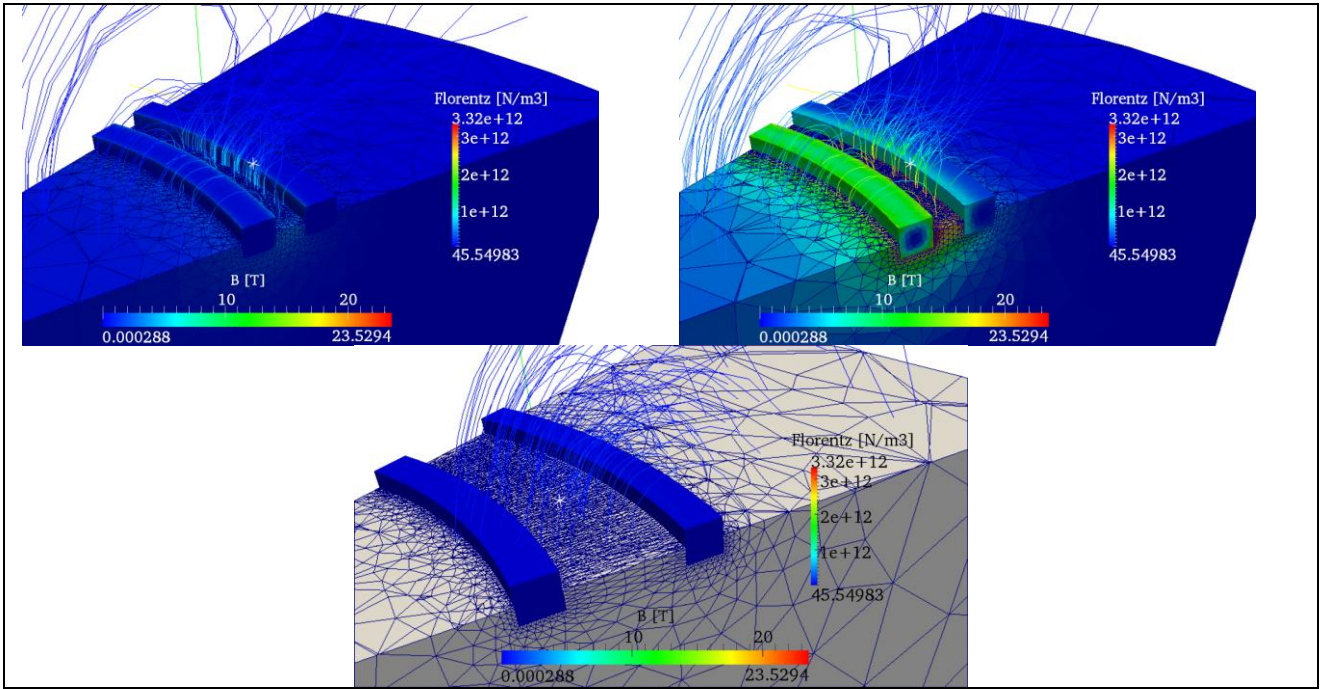 Florentz [N/m3]
3.32e+12
3e+12
2e+12
1e+12
45.54983
B [T]
10 20
0.000288 23.5294
Florentz [N/m3]
3.32e+12
3e+12
2e+12
1e+12
45.54983
B [T]
10 20
0.000288 23.5294
Florentz [N/m3]
3.32e+12
3e+12
2e+12
1e+12
45.54983
B [T]
10 20
0.000288 23.5294